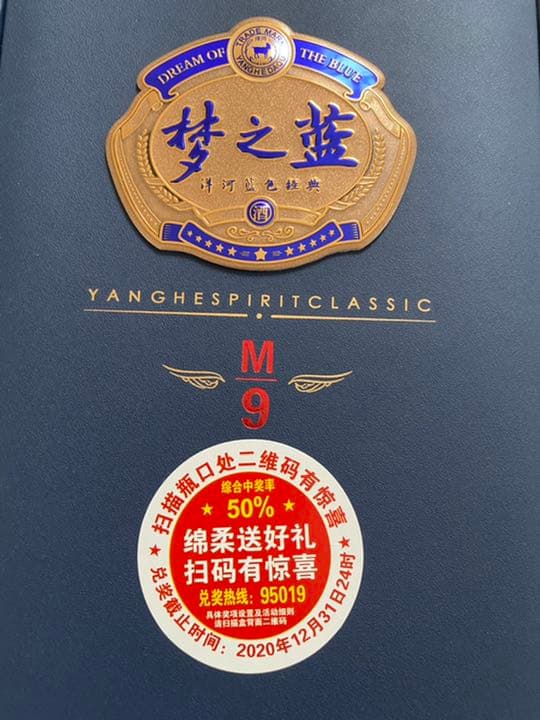 TRADE MARK
DREAM OF
THE BLUE
YANGHEDAQU
梦之蓝
洋河蓝色经典
酒
YANGHESPIRITCLASSIC
M
9
扫描瓶口处二维码有惊喜
综合中奖率
50%
绵柔送好礼
扫码有惊喜
兑奖热线：95019
具体奖项设置及活动细则
请扫描盒背面二维码
兑奖截止时间：2020年12月31日24时